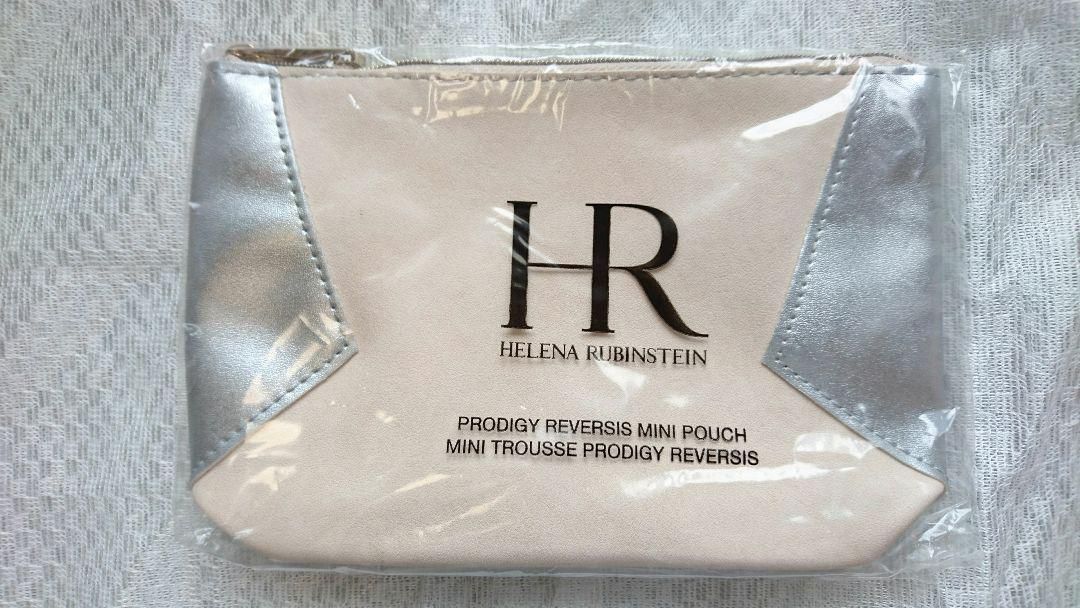 HR
HELENA RUBINSTEIN
PRODIGY REVERSIS MINI POUCH
MINI TROUSSE PRODIGY REVERSIS